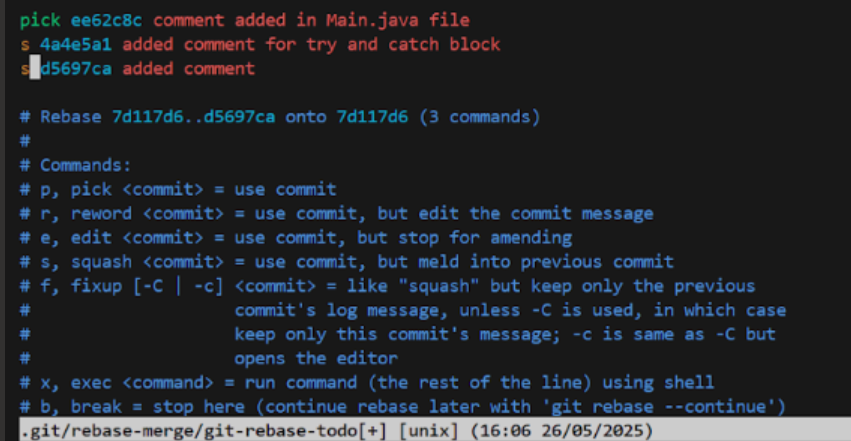 pick ee62c8c comment added in Main.java file
s 4a4e5a1 added comment for try and catch block
s d5697ca added comment
# Rebase 7d117d6..d5697ca onto 7d117d6 (3 commands)
#
# Commands:
# p, pick <commit> = use commit
# r, reword <commit> = use commit, but edit the commit message
# e, edit <commit> = use commit, but stop for amending
# s, squash <commit> = use commit, but meld into previous commit
# f, fixup [-C | -c] <commit> = like "squash" but keep only the previous
#                    commit's log message, unless -C is used, in which case
#                    keep only this commit's message; -c is same as -C but
#                    opens the editor
# x, exec <command> = run command (the rest of the line) using shell
# b, break = stop here (continue rebase later with 'git rebase --continue')
.git/rebase-merge/git-rebase-todo[+] [unix] (16:06 26/05/2025)